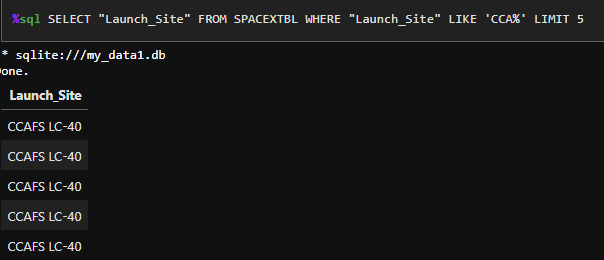 %sql SELECT "Launch_Site" FROM SPACEXTBL WHERE "Launch_Site" LIKE 'CCA%' LIMIT 5
* sqlite:///my_data1.db
Done.
Launch_Site
CCAFS LC-40
CCAFS LC-40
CCAFS LC-40
CCAFS LC-40
CCAFS LC-40